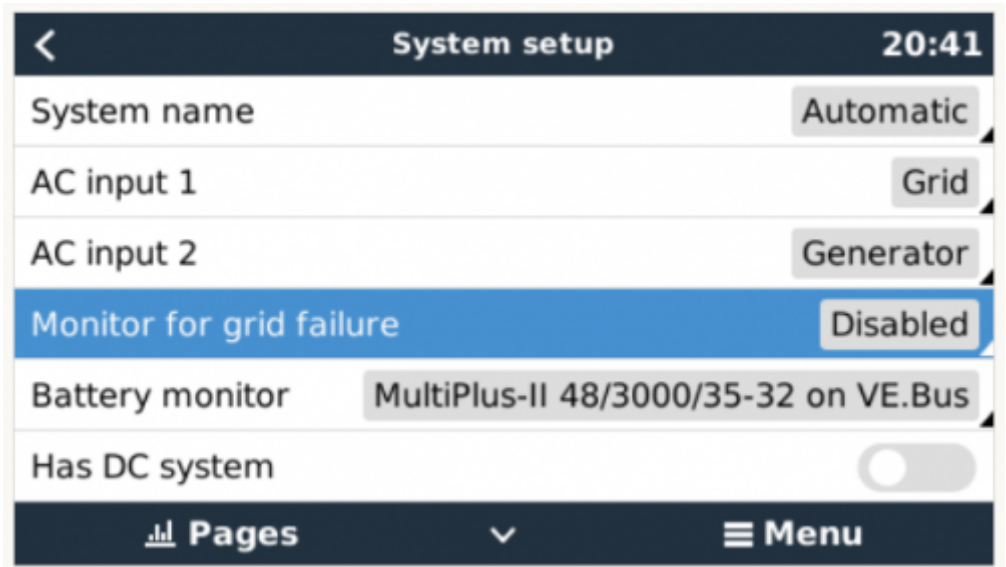 System setup 20:41
System name Automatic
AC input 1 Grid
AC input 2 Generator
Monitor for grid failure Disabled
Battery monitor MultiPlus-II 48/3000/35-32 on VE.Bus
Has DC system
Pages Menu